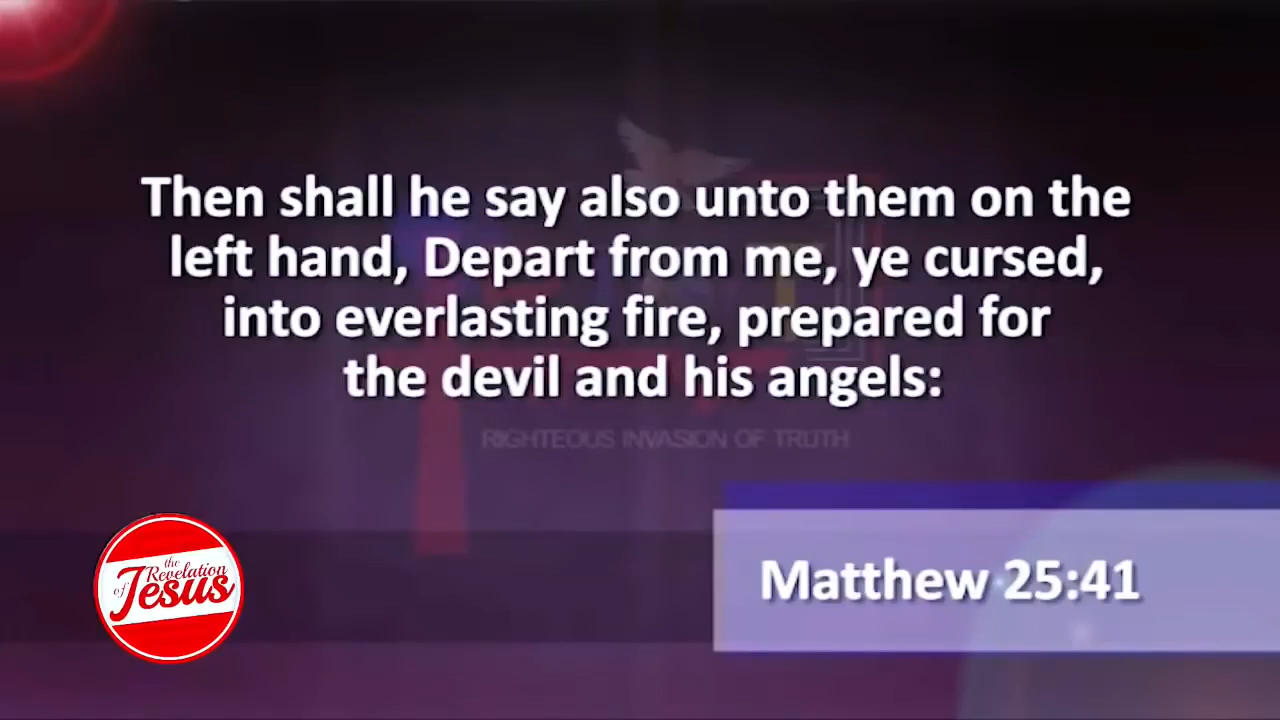 Then shall he say also unto them on the
left hand, Depart from me, ye cursed,
into everlasting fire, prepared for
the devil and his angels:
RIGHTEOUS INVASION OF TRUTH
the
Revelation
of Jesus
Matthew 25:41